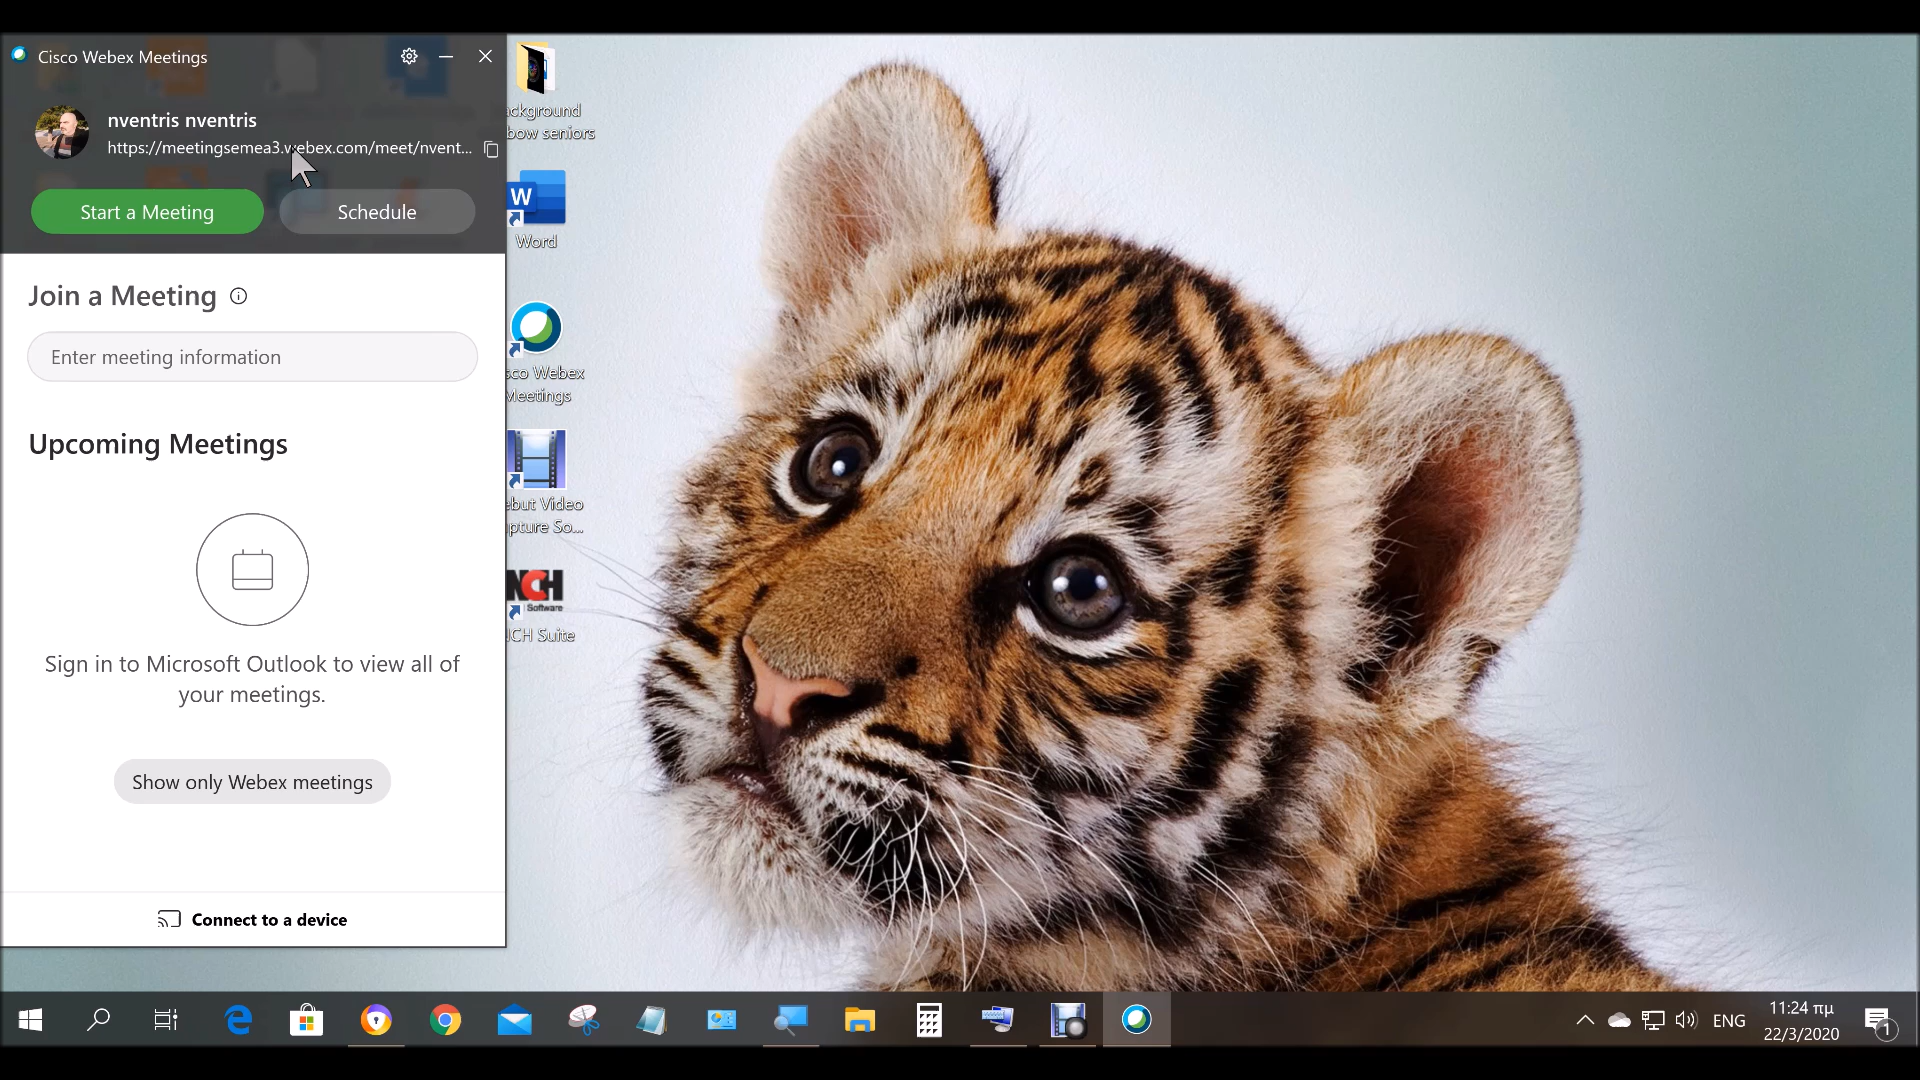 Cisco Webex Meetings
nventris nventris
https://meetingsemea3.webex.com/meet/nvent...
Start a Meeting
Schedule
Join a Meeting
Enter meeting information
Upcoming Meetings
Sign in to Microsoft Outlook to view all of
your meetings.
Show only Webex meetings
Connect to a device
ckground
bow seniors
W
Word
sco Webex
Meetings
ebut Video
pture So...
NCH
Software
NCH Suite
ENG
11:24 πμ
22/3/2020
1